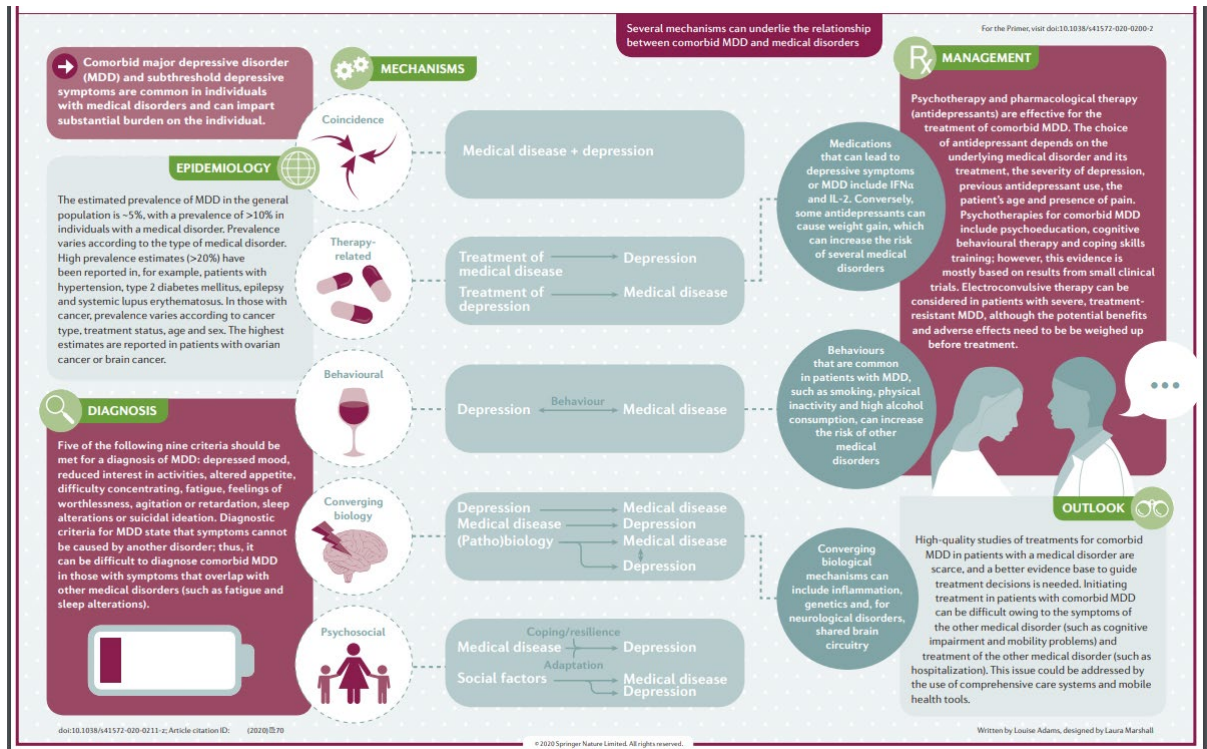 Several mechanisms can underlie the relationship
between comorbid MDD and medical disorders
For the Primer, visit doi:10.1038/s41572-020-0200-2
Comorbid major depressive disorder
(MDD) and subthreshold depressive
symptoms are common in individuals
with medical disorders and can impart
substantial burden on the individual.
EPIDEMIOLOGY
The estimated prevalence of MDD in the general
population is ~5%, with a prevalence of >10% in
individuals with a medical disorder. Prevalence
varies according to the type of medical disorder.
High prevalence estimates (>20%) have
been reported in, for example, patients with
hypertension, type 2 diabetes mellitus, epilepsy
and systemic lupus erythematosus. In those with
cancer, prevalence varies according to cancer
type, treatment status, age and sex. The highest
estimates are reported in patients with ovarian
cancer or brain cancer.
DIAGNOSIS
Five of the following nine criteria should be
met for a diagnosis of MDD: depressed mood,
reduced interest in activities, altered appetite,
difficulty concentrating, fatigue, feelings of
worthlessness, agitation or retardation, sleep
alterations or suicidal ideation. Diagnostic
criteria for MDD state that symptoms cannot
be caused by another disorder; thus, it
can be difficult to diagnose comorbid MDD
in those with symptoms that overlap with
other medical disorders (such as fatigue and
sleep alterations).
MECHANISMS
Coincidence
Medical disease + depression
Therapy-
related
Treatment of
medical disease
Depression
Treatment of
depression
Medical disease
Medications
that can lead to
depressive symptoms
or MDD include IFNα
and IL-2. Conversely,
some antidepressants can
cause weight gain, which
can increase the risk
of several medical
disorders
Behavioural
Depression Behaviour Medical disease
Behaviours
that are common
in patients with MDD,
such as smoking, physical
inactivity and high alcohol
consumption, can increase
the risk of other
medical
disorders
Converging
biology
Depression Medical disease
Medical disease Depression
(Patho)biology Medical disease
Depression
Converging
biological
mechanisms can
include inflammation,
genetics and, for
neurological disorders,
shared brain
circuitry
Psychosocial
Coping/resilience
Medical disease Depression
Adaptation
Social factors Medical disease
Depression
Rx MANAGEMENT
Psychotherapy and pharmacological therapy
(antidepressants) are effective for the
treatment of comorbid MDD. The choice
of antidepressant depends on the
underlying medical disorder and its
treatment, the severity of depression,
previous antidepressant use, the
patient's age and presence of pain.
Psychotherapies for comorbid MDD
include psychoeducation, cognitive
behavioural therapy and coping skills
training; however, this evidence is
mostly based on results from small clinical
trials. Electroconvulsive therapy can be
considered in patients with severe, treatment-
resistant MDD, although the potential benefits
and adverse effects need to be be weighed up
before treatment.
OUTLOOK
High-quality studies of treatments for comorbid
MDD in patients with a medical disorder are
scarce, and a better evidence base to guide
treatment decisions is needed. Initiating
treatment in patients with comorbid MDD
can be difficult owing to the symptoms of
the other medical disorder (such as cognitive
impairment and mobility problems) and
treatment of the other medical disorder (such as
hospitalization). This issue could be addressed by
the use of comprehensive care systems and mobile
health tools.
doi:10.1038/s41572-020-0211-z; Article citation ID: (2020) :70
Written by Louise Adams, designed by Laura Marshall
© 2020 Springer Nature Limited. All rights reserved.